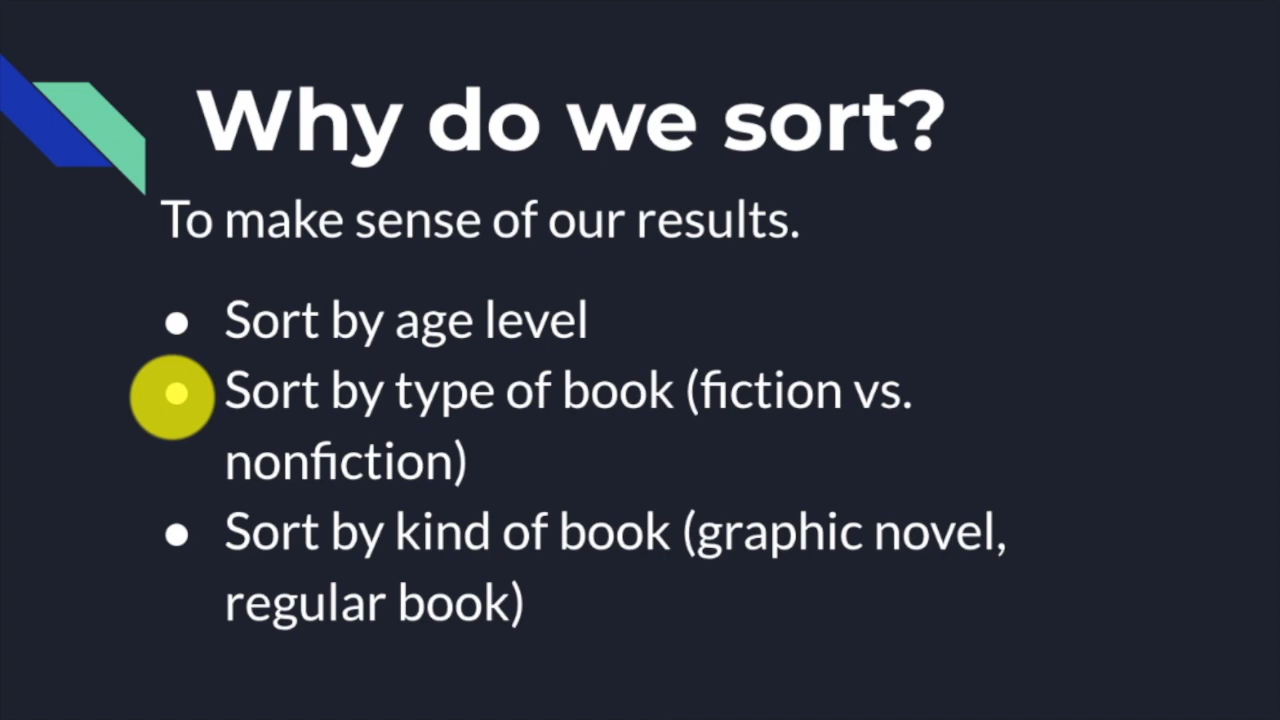 Why do we sort?
To make sense of our results.
● Sort by age level
● Sort by type of book (fiction vs.
nonfiction)
● Sort by kind of book (graphic novel,
regular book)